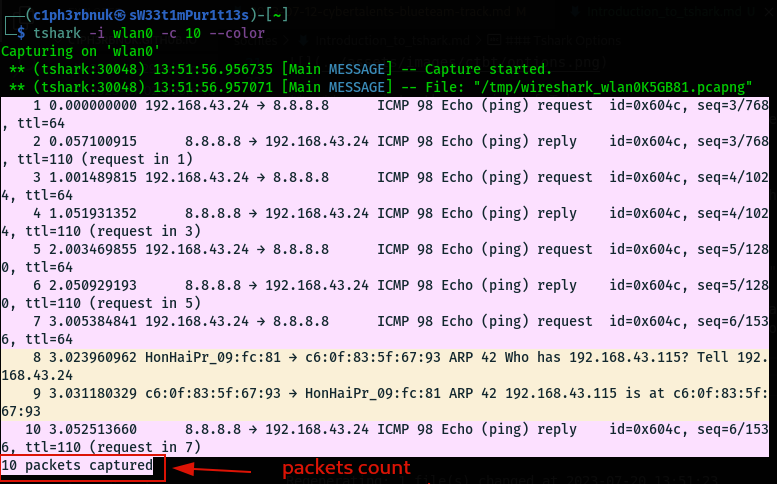 ┌──(c1ph3rbnuk㉿sW33t1mPur1t13s)-[~]
└─$ tshark -i wlan0 -c 10 --color
Capturing on 'wlan0'
 ** (tshark:30048) 13:51:56.956735 [Main MESSAGE] -- Capture started.
 ** (tshark:30048) 13:51:56.957071 [Main MESSAGE] -- File: "/tmp/wireshark_wlan0K5GB81.pcapng"
    1 0.000000000 192.168.43.24 → 8.8.8.8      ICMP 98 Echo (ping) request  id=0x604c, seq=3/768
, ttl=64
    2 0.057100915      8.8.8.8 → 192.168.43.24 ICMP 98 Echo (ping) reply    id=0x604c, seq=3/768
, ttl=110 (request in 1)
    3 1.001489815 192.168.43.24 → 8.8.8.8      ICMP 98 Echo (ping) request  id=0x604c, seq=4/102
4, ttl=64
    4 1.051931352      8.8.8.8 → 192.168.43.24 ICMP 98 Echo (ping) reply    id=0x604c, seq=4/102
4, ttl=110 (request in 3)
    5 2.003469855 192.168.43.24 → 8.8.8.8      ICMP 98 Echo (ping) request  id=0x604c, seq=5/128
0, ttl=64
    6 2.050929193      8.8.8.8 → 192.168.43.24 ICMP 98 Echo (ping) reply    id=0x604c, seq=5/128
0, ttl=110 (request in 5)
    7 3.005384841 192.168.43.24 → 8.8.8.8      ICMP 98 Echo (ping) request  id=0x604c, seq=6/153
6, ttl=64
    8 3.023960962 HonHaiPr_09:fc:81 → c6:0f:83:5f:67:93 ARP 42 Who has 192.168.43.115? Tell 192.
168.43.24
    9 3.031180329 c6:0f:83:5f:67:93 → HonHaiPr_09:fc:81 ARP 42 192.168.43.115 is at c6:0f:83:5f:
67:93
   10 3.052513660      8.8.8.8 → 192.168.43.24 ICMP 98 Echo (ping) reply    id=0x604c, seq=6/153
6, ttl=110 (request in 7)
10 packets captured
packets count